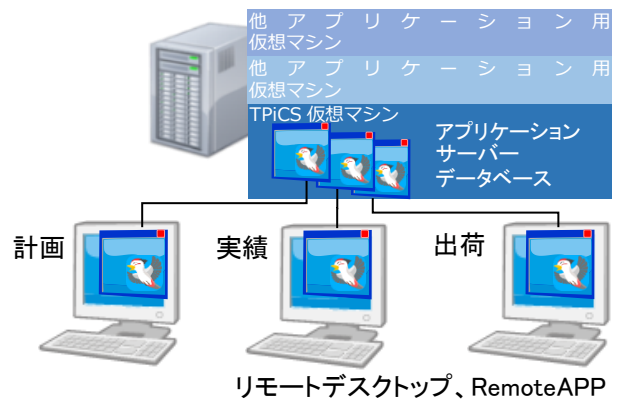 他アプリケーション用
仮想マシン
他アプリケーション用
仮想マシン
TPiCS 仮想マシン
アプリケーション
サーバー
データベース
計画
実績
出荷
リモートデスクトップ、RemoteAPP